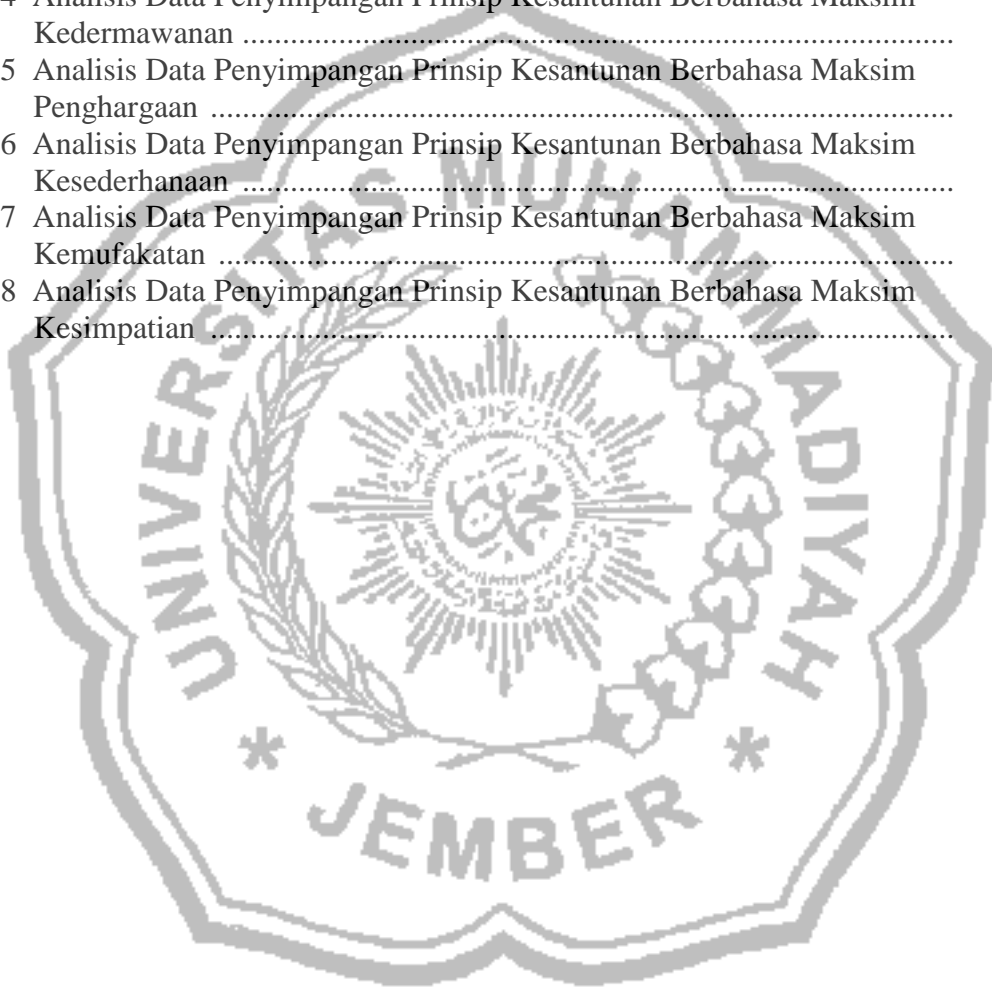 4 Analisis Data Penyimpangan Prinsip Kesantunan Berbahasa Maksim
Kedermawanan ........................................................................................
5 Analisis Data Penyimpangan Prinsip Kesantunan Berbahasa Maksim
Penghargaan ............................................................................................
6 Analisis Data Penyimpangan Prinsip Kesantunan Berbahasa Maksim
Kesederhanaan ........................................................................................
7 Analisis Data Penyimpangan Prinsip Kesantunan Berbahasa Maksim
Kemufakatan ...........................................................................................
8 Analisis Data Penyimpangan Prinsip Kesantunan Berbahasa Maksim
Kesimpatian ............................................................................................
UNIVERSITAS MUHAMMADIYAH
* JEMBER *